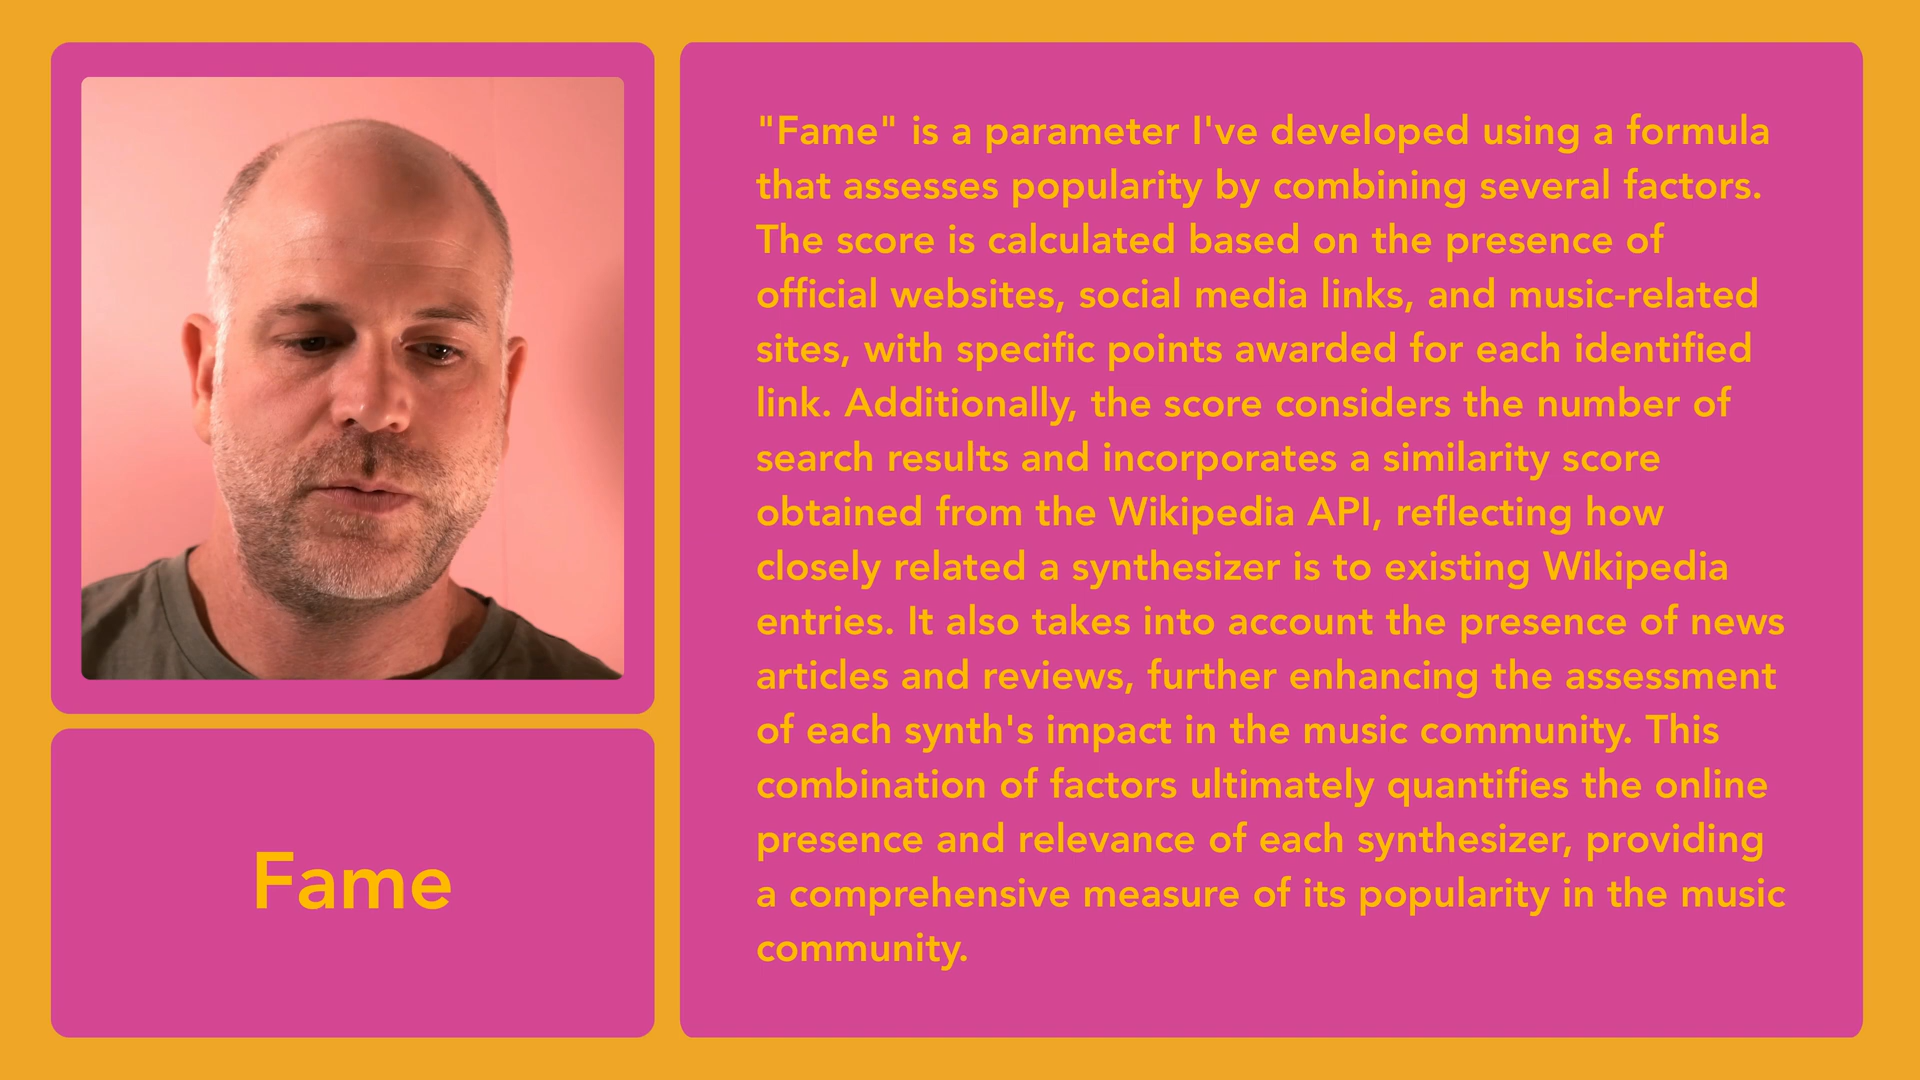 "Fame" is a parameter I've developed using a formula
that assesses popularity by combining several factors.
The score is calculated based on the presence of
official websites, social media links, and music-related
sites, with specific points awarded for each identified
link. Additionally, the score considers the number of
search results and incorporates a similarity score
obtained from the Wikipedia API, reflecting how
closely related a synthesizer is to existing Wikipedia
entries. It also takes into account the presence of news
articles and reviews, further enhancing the assessment
of each synth's impact in the music community. This
combination of factors ultimately quantifies the online
presence and relevance of each synthesizer, providing
a comprehensive measure of its popularity in the music
community.
Fame